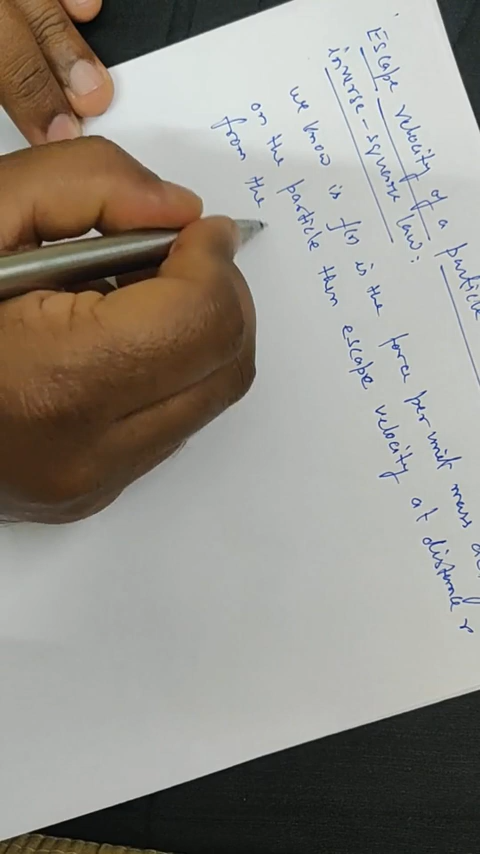 Escape velocity of a particle
inverse-square law:
we know is f(r) is the force per unit mass
on the particle then escape velocity at distance r
from the